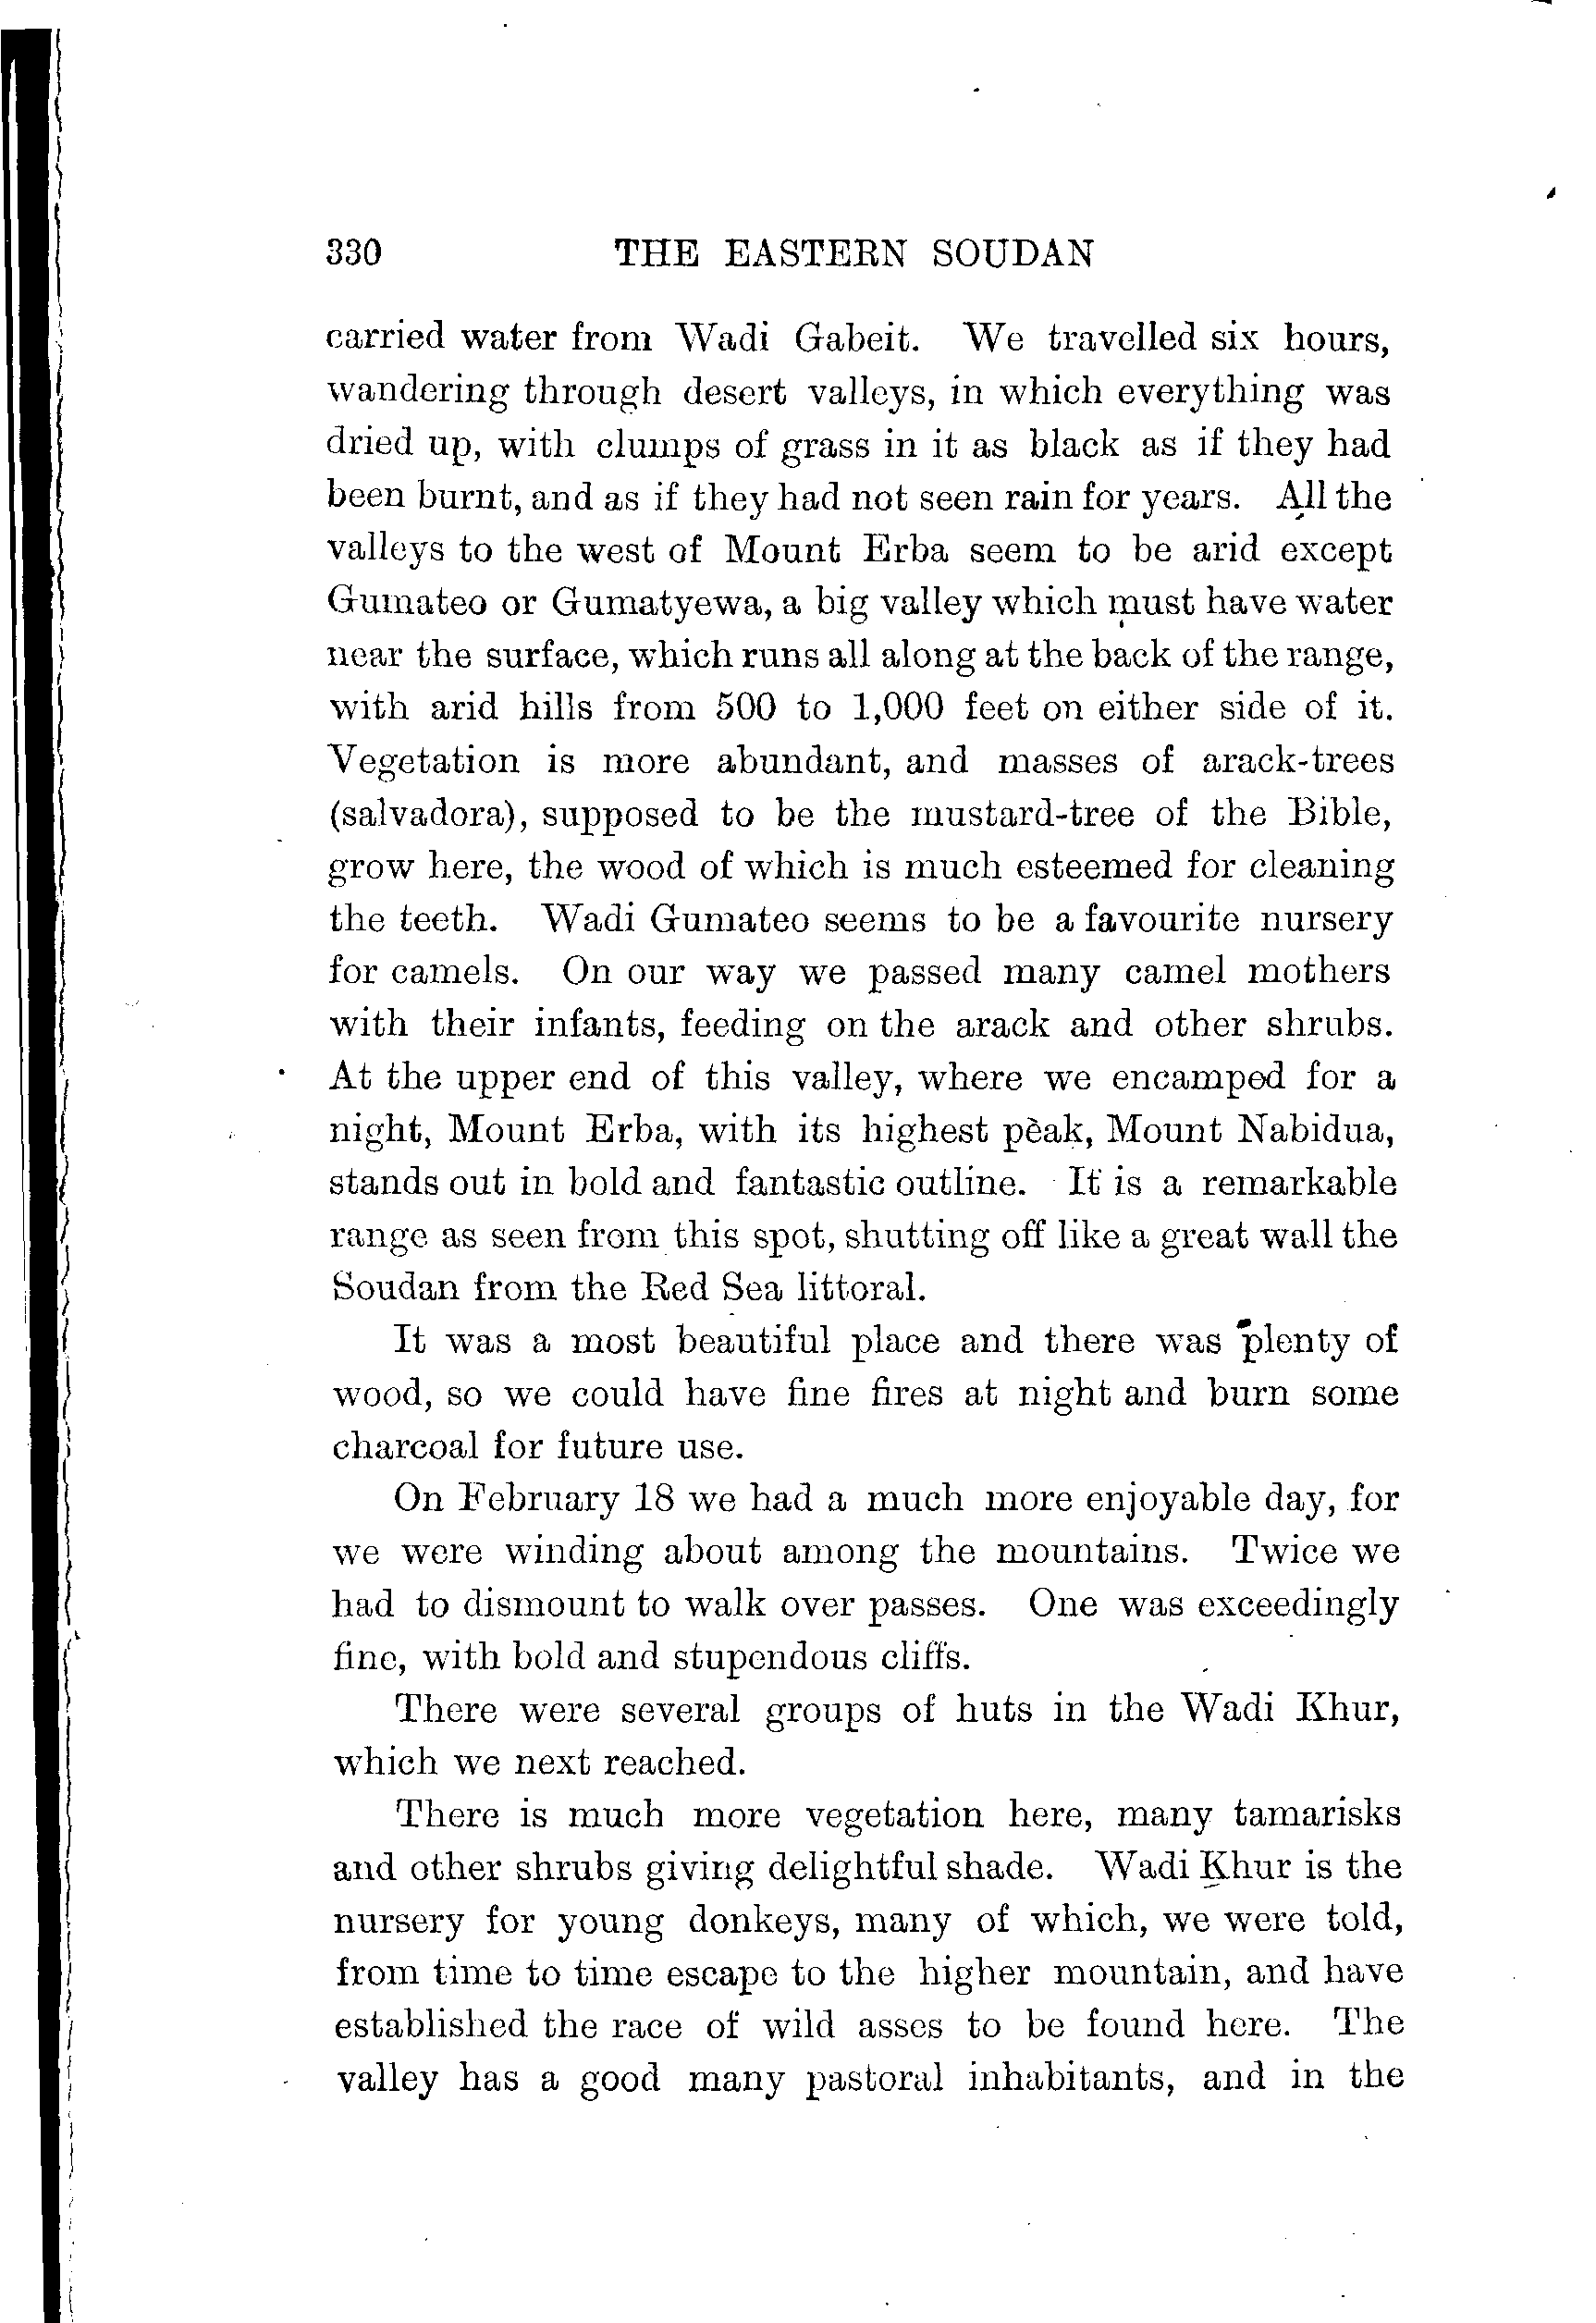 330 THE EASTERN SOUDAN
carried water from Wadi Gabeit. We travelled six hours,
wandering through desert valleys, in which everything was
dried up, with clumps of grass in it as black as if they had
been burnt, and as if they had not seen rain for years. All the
valleys to the west of Mount Erba seem to be arid except
Gumateo or Gumatyewa, a big valley which must have water
near the surface, which runs all along at the back of the range,
with arid hills from 500 to 1,000 feet on either side of it.
Vegetation is more abundant, and masses of arack-trees
(salvadora), supposed to be the mustard-tree of the Bible,
grow here, the wood of which is much esteemed for cleaning
the teeth. Wadi Gumateo seems to be a favourite nursery
for camels. On our way we passed many camel mothers
with their infants, feeding on the arack and other shrubs.
At the upper end of this valley, where we encamped for a
night, Mount Erba, with its highest peak, Mount Nabidua,
stands out in bold and fantastic outline. It is a remarkable
range as seen from this spot, shutting off like a great wall the
Soudan from the Red Sea littoral.
It was a most beautiful place and there was plenty of
wood, so we could have fine fires at night and burn some
charcoal for future use.
On February 18 we had a much more enjoyable day, for
we were winding about among the mountains. Twice we
had to dismount to walk over passes. One was exceedingly
fine, with bold and stupendous cliffs.
There were several groups of huts in the Wadi Khur,
which we next reached.
There is much more vegetation here, many tamarisks
and other shrubs giving delightful shade. Wadi Khur is the
nursery for young donkeys, many of which, we were told,
from time to time escape to the higher mountain, and have
established the race of wild asses to be found here. The
valley has a good many pastoral inhabitants, and in the